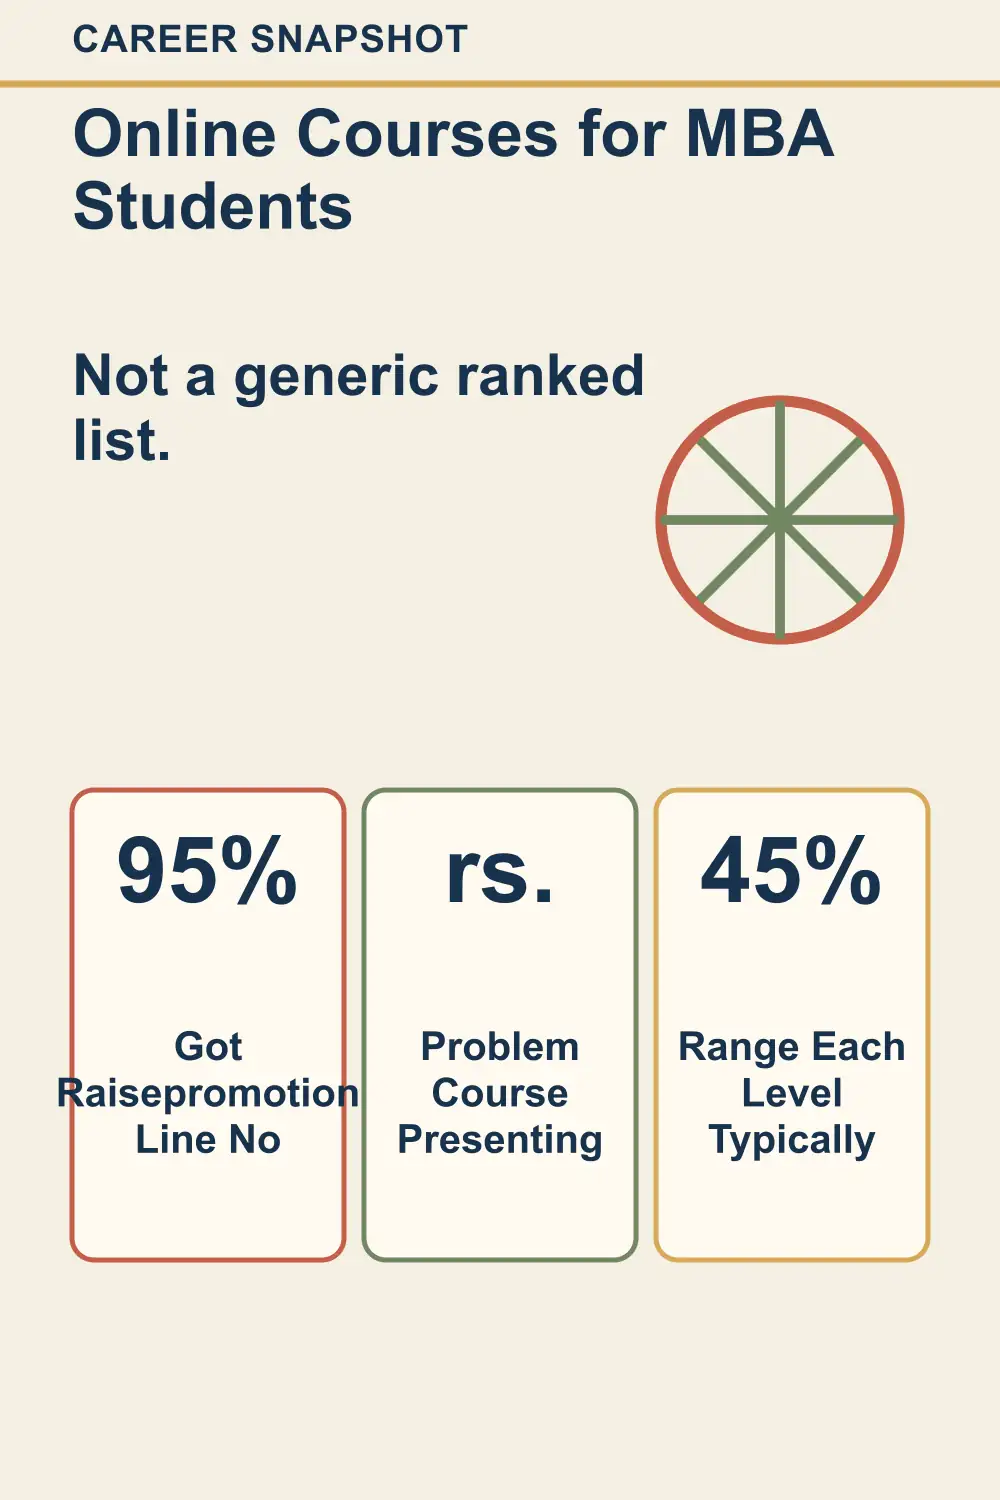 CAREER SNAPSHOT
Online Courses for MBA
Students
Not a generic ranked
list.
95%
Got
Raisepromotion
Line No
rs.
Problem
Course
Presenting
45%
Range Each
Level
Typically